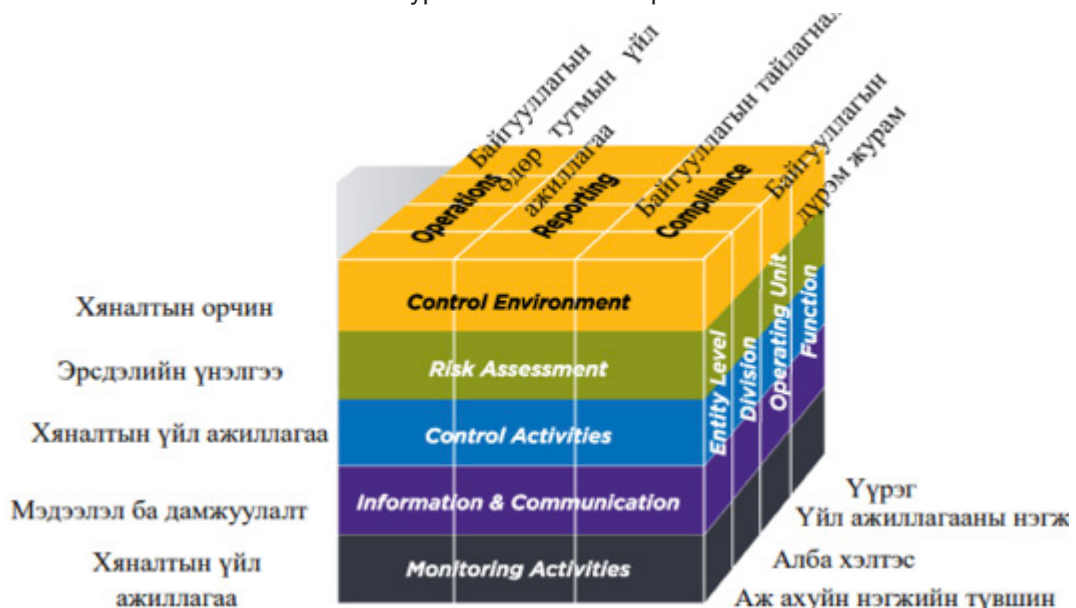 Байгууллагын
өдөр тутмын үйл
ажиллагаа
Байгууллагын
дүрэм журам
Operations
Reporting
Compliance
Control Environment
Risk Assessment
Control Activities
Information & Communication
Monitoring Activities
Entity Level
Division
Operating Unit
Function
Хяналтын орчин
Эрсдэлийн үнэлгээ
Хяналтын үйл ажиллагаа
Мэдээлэл ба дамжуулалт
Хяналтын үйл
ажиллагаа
Үүрэг
Үйл ажиллагааны нэгж
Алба хэлтэс
Аж ахуйн нэгжийн түвшин